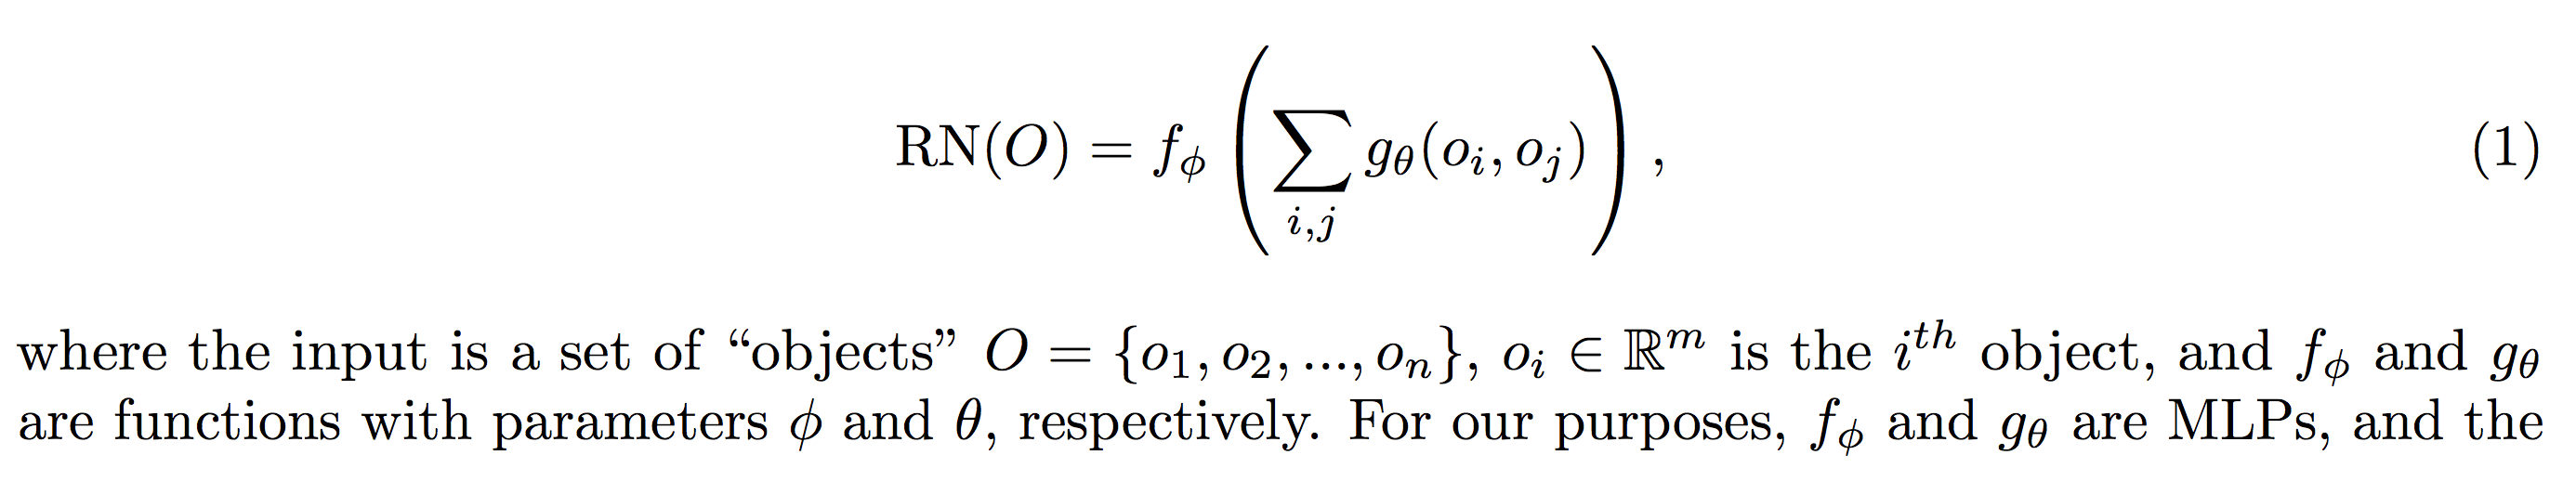 RN(O) = f_ϕ ( ∑_{i,j} g_θ(o_i, o_j) ) , (1)
where the input is a set of “objects” O = {o_1, o_2, ..., o_n}, o_i ∈ ℝ^m is the i^{th} object, and f_ϕ and g_θ
are functions with parameters ϕ and θ, respectively. For our purposes, f_ϕ and g_θ are MLPs, and the